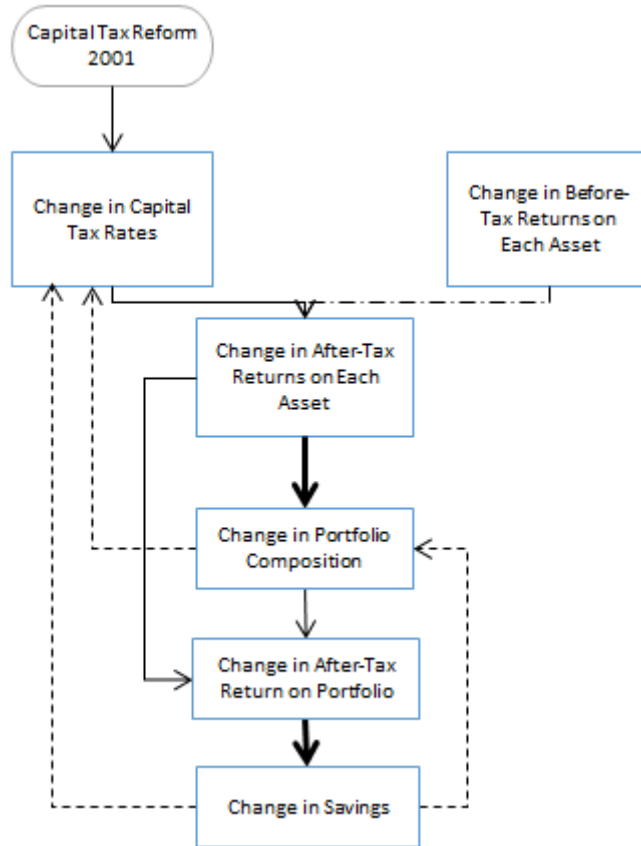 Capital Tax Reform
2001
Change in Capital
Tax Rates
Change in Before-
Tax Returns on
Each Asset
Change in After-Tax
Returns on Each
Asset
Change in Portfolio
Composition
Change in After-Tax
Return on Portfolio
Change in Savings